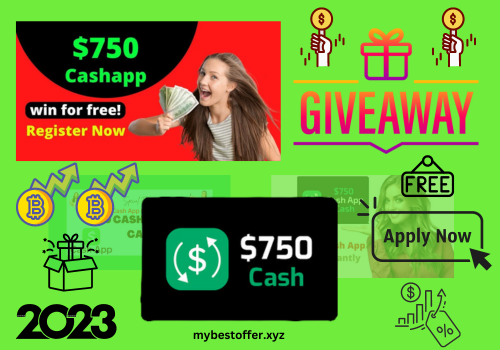 $750
Cashapp
win for free!
Register Now
GIVEAWAY
FREE
Apply Now
$750
Cash
2023
mybestoffer.xyz